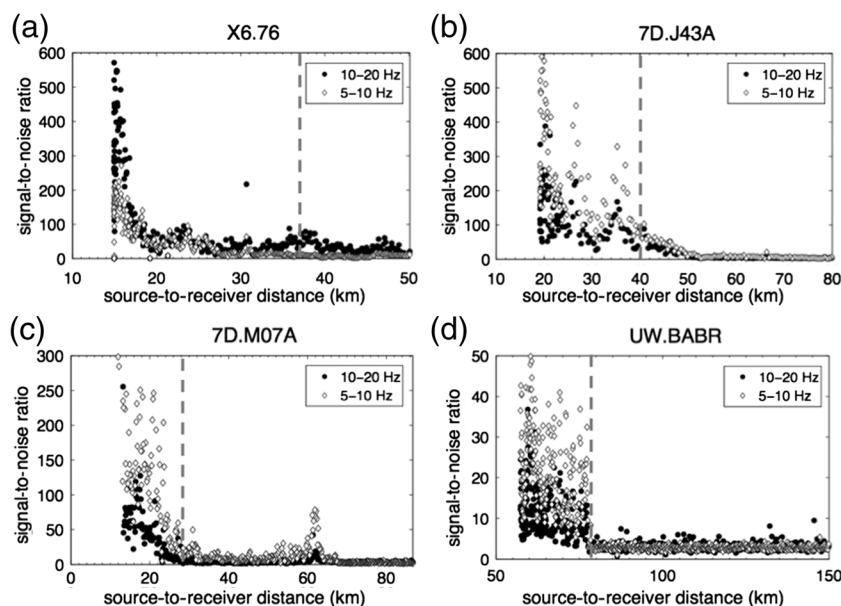 (a)
X6.76
600
500
400
300
200
100
0
signal-to-noise ratio
10–20 Hz
5–10 Hz
10 20 30 40 50
source-to-receiver distance (km)
(b)
7D.J43A
600
500
400
300
200
100
0
signal-to-noise ratio
10–20 Hz
5–10 Hz
10 20 30 40 50 60 70 80
source-to-receiver distance (km)
(c)
7D.M07A
300
250
200
150
100
50
0
signal-to-noise ratio
10–20 Hz
5–10 Hz
0 20 40 60 80
source-to-receiver distance (km)
(d)
UW.BABR
50
40
30
20
10
0
signal-to-noise ratio
10–20 Hz
5–10 Hz
50 100 150
source-to-receiver distance (km)